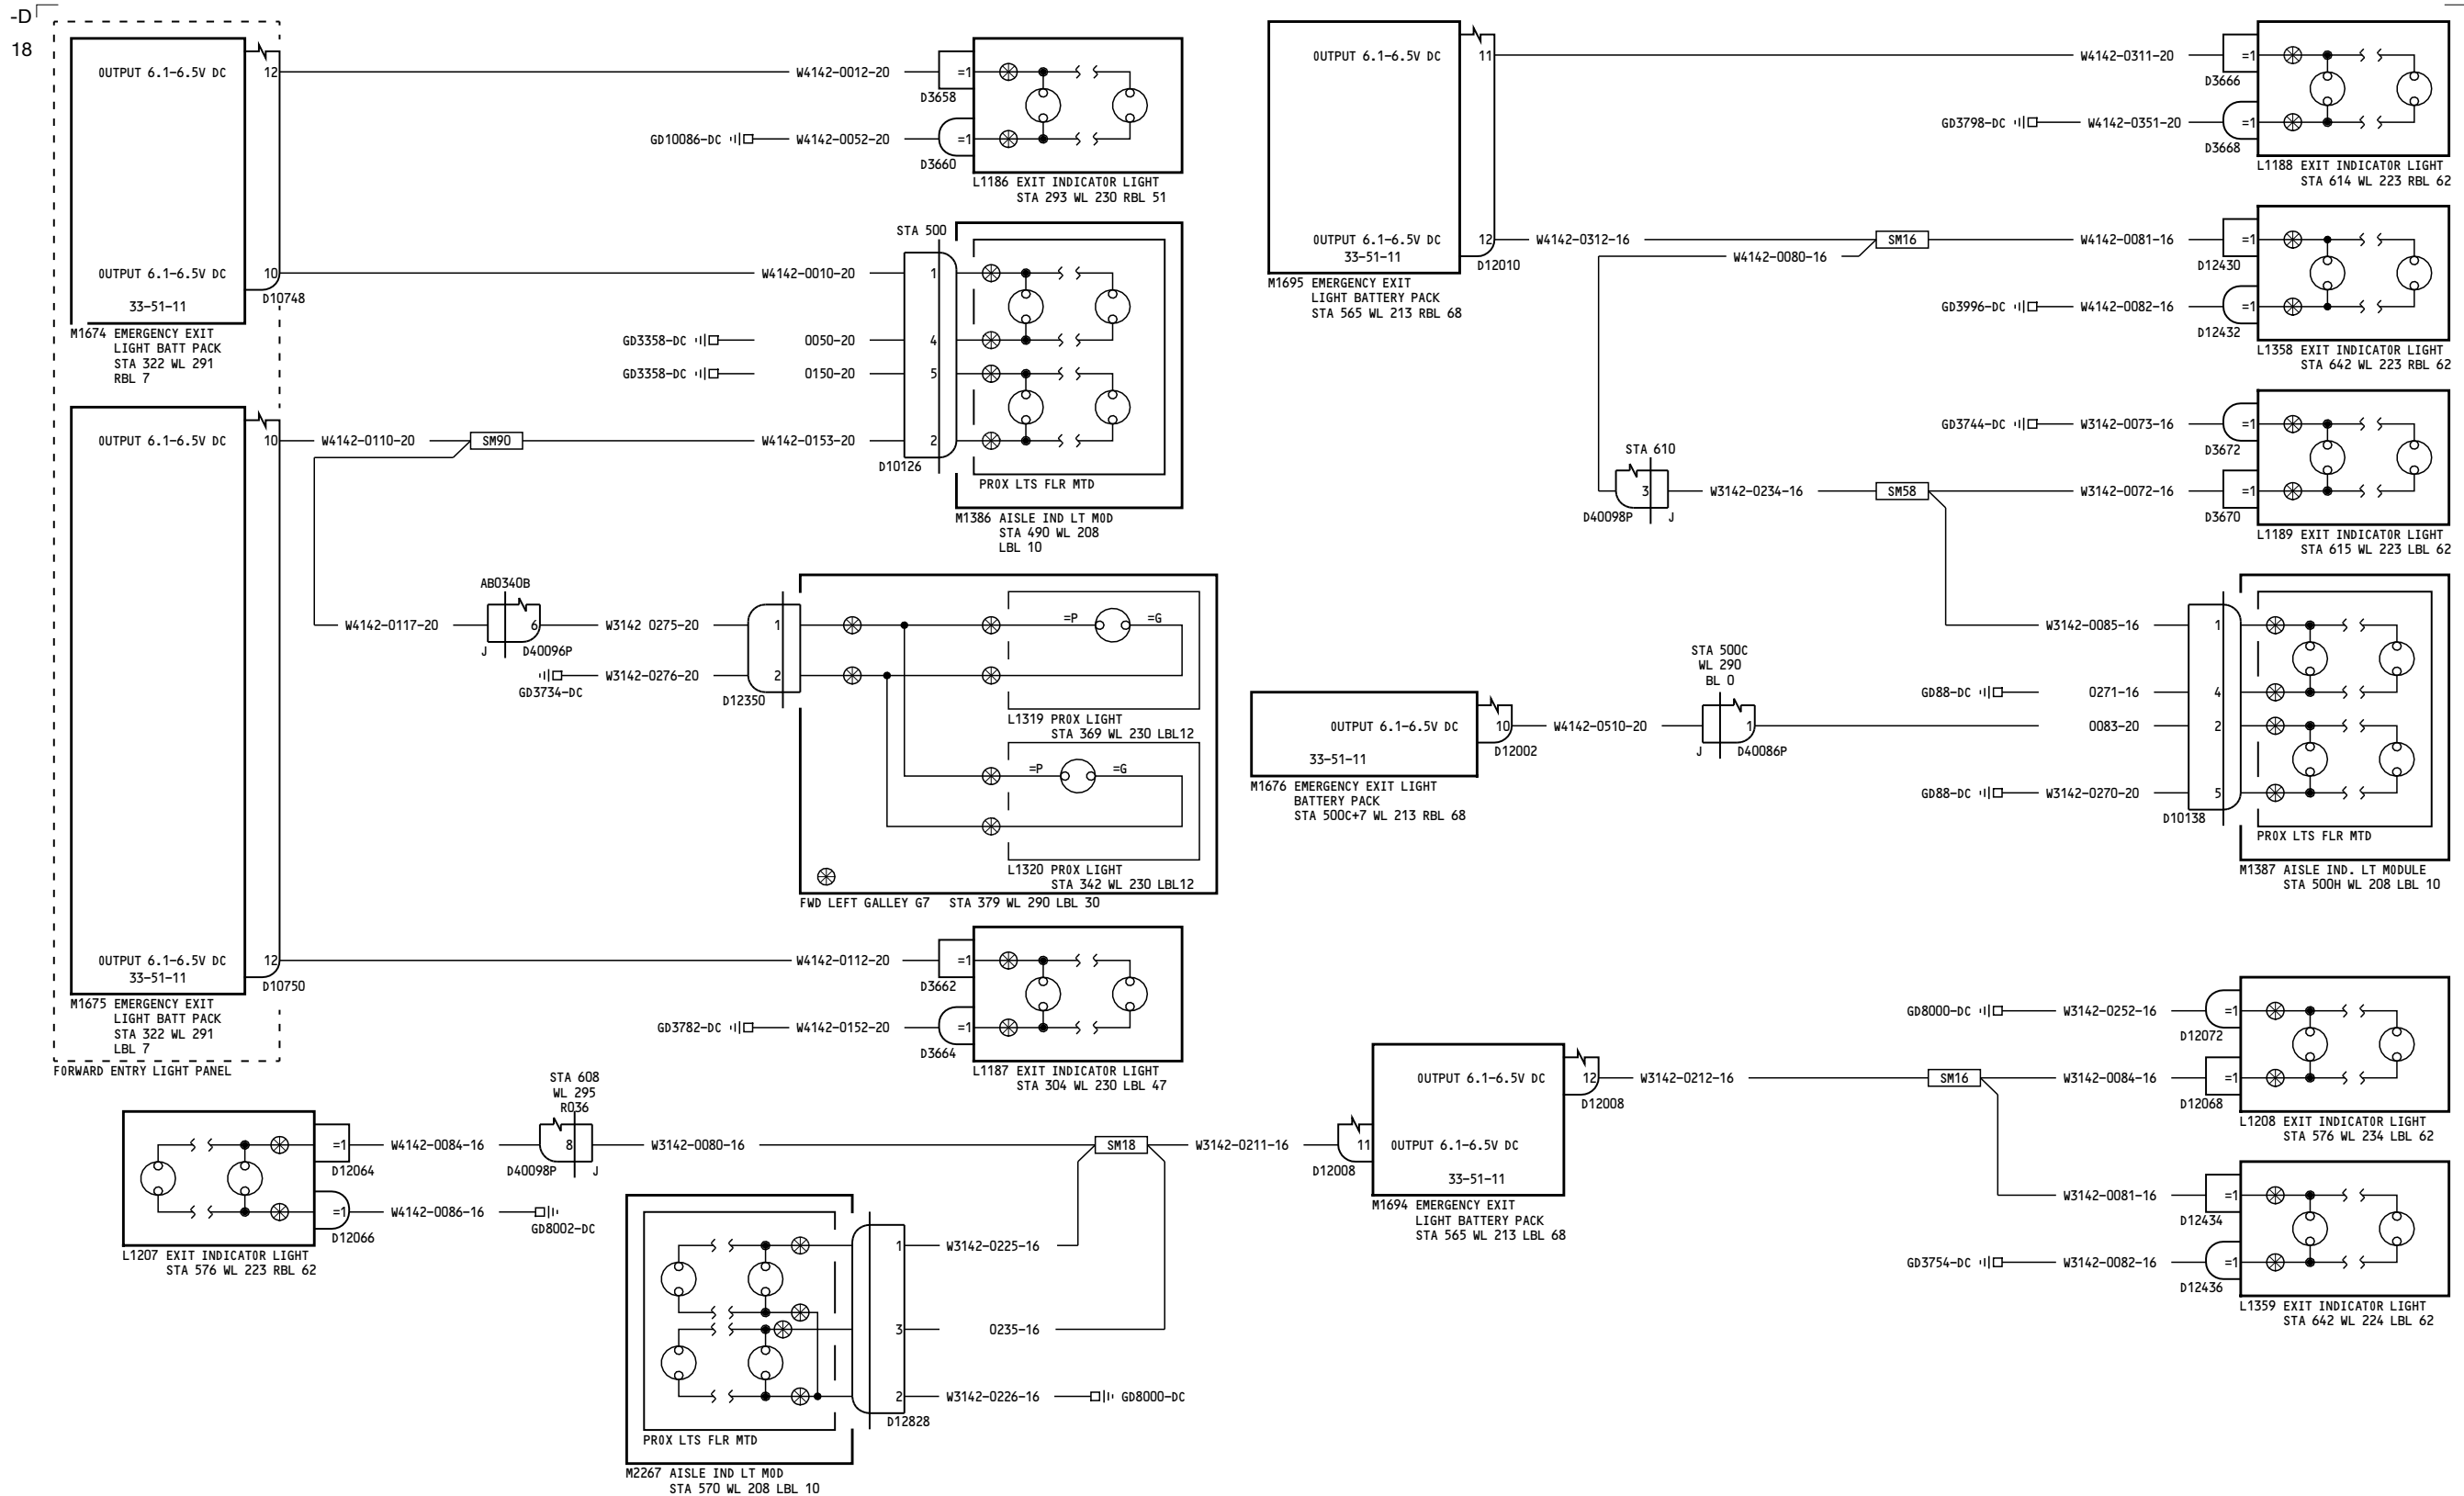 -D
18
OUTPUT 6.1-6.5V DC
12
OUTPUT 6.1-6.5V DC
10
33-51-11
D10748
M1674 EMERGENCY EXIT
LIGHT BATT PACK
STA 322 WL 291
RBL 7
W4142-0012-20
=1
D3658
GD10086-DC
W4142-0052-20
=1
D3660
L1186 EXIT INDICATOR LIGHT
STA 293 WL 230 RBL 51
STA 500
W4142-0010-20
1
GD3358-DC
0050-20
4
GD3358-DC
0150-20
5
W4142-0153-20
2
D10126
PROX LTS FLR MTD
M1386 AISLE IND LT MOD
STA 490 WL 208
LBL 10
OUTPUT 6.1-6.5V DC
10
W4142-0110-20
SM90
AB0340B
W4142-0117-20
6
J
D40096P
W3142 0275-20
1
GD3734-DC
W3142-0276-20
2
D12350
=P
=G
L1319 PROX LIGHT
STA 369 WL 230 LBL12
=P
=G
L1320 PROX LIGHT
STA 342 WL 230 LBL12
FWD LEFT GALLEY G7 STA 379 WL 290 LBL 30
OUTPUT 6.1-6.5V DC
12
33-51-11
D10750
M1675 EMERGENCY EXIT
LIGHT BATT PACK
STA 322 WL 291
LBL 7
FORWARD ENTRY LIGHT PANEL
W4142-0112-20
=1
D3662
GD3782-DC
W4142-0152-20
=1
D3664
L1187 EXIT INDICATOR LIGHT
STA 304 WL 230 LBL 47
OUTPUT 6.1-6.5V DC
11
OUTPUT 6.1-6.5V DC
12
33-51-11
D12010
M1695 EMERGENCY EXIT
LIGHT BATTERY PACK
STA 565 WL 213 RBL 68
W4142-0311-20
=1
D3666
GD3798-DC
W4142-0351-20
=1
D3668
L1188 EXIT INDICATOR LIGHT
STA 614 WL 223 RBL 62
W4142-0312-16
SM16
W4142-0080-16
W4142-0081-16
=1
D12430
GD3996-DC
W4142-0082-16
=1
D12432
L1358 EXIT INDICATOR LIGHT
STA 642 WL 223 RBL 62
GD3744-DC
W3142-0073-16
=1
D3672
STA 610
3
D40098P
J
W3142-0234-16
SM58
W3142-0072-16
=1
D3670
L1189 EXIT INDICATOR LIGHT
STA 615 WL 223 LBL 62
W3142-0085-16
1
GD88-DC
0271-16
4
0083-20
2
GD88-DC
W3142-0270-20
5
D10138
PROX LTS FLR MTD
M1387 AISLE IND. LT MODULE
STA 500H WL 208 LBL 10
STA 500C
WL 290
BL 0
OUTPUT 6.1-6.5V DC
10
W4142-0510-20
1
33-51-11
D12002
J
D40086P
M1676 EMERGENCY EXIT LIGHT
BATTERY PACK
STA 500C+7 WL 213 RBL 68
STA 608
WL 295
R036
=1
W4142-0084-16
8
D12064
D40098P
J
W3142-0080-16
SM18
W3142-0211-16
11
D12008
=1
W4142-0086-16
GD8002-DC
D12066
L1207 EXIT INDICATOR LIGHT
STA 576 WL 223 RBL 62
1
W3142-0225-16
3
0235-16
2
W3142-0226-16
GD8000-DC
D12828
PROX LTS FLR MTD
M2267 AISLE IND LT MOD
STA 570 WL 208 LBL 10
OUTPUT 6.1-6.5V DC
12
D12008
OUTPUT 6.1-6.5V DC
33-51-11
M1694 EMERGENCY EXIT
LIGHT BATTERY PACK
STA 565 WL 213 LBL 68
W3142-0212-16
SM16
GD8000-DC
W3142-0252-16
=1
D12072
W3142-0084-16
=1
D12068
L1208 EXIT INDICATOR LIGHT
STA 576 WL 234 LBL 62
W3142-0081-16
=1
D12434
GD3754-DC
W3142-0082-16
=1
D12436
L1359 EXIT INDICATOR LIGHT
STA 642 WL 224 LBL 62